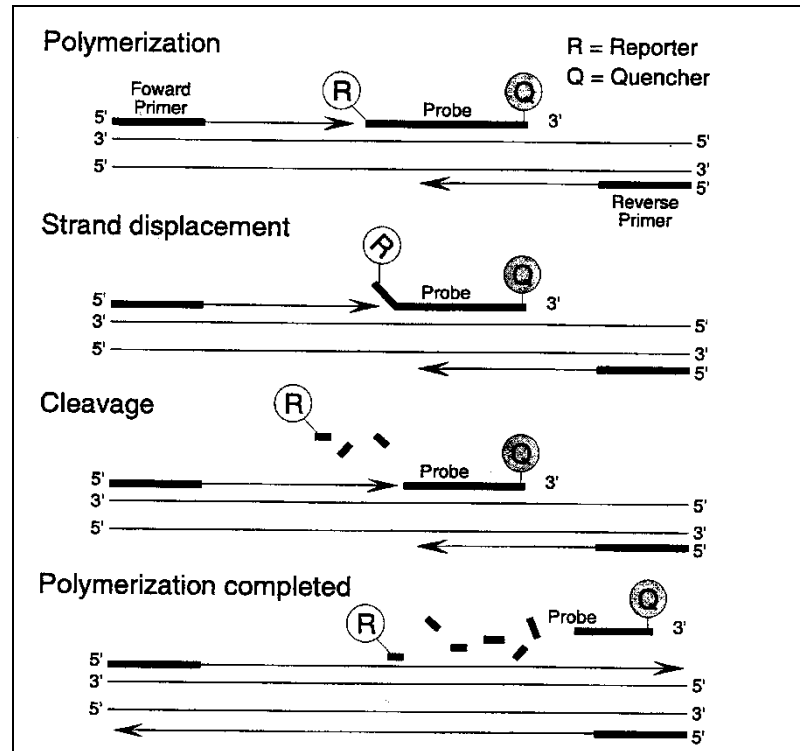 Polymerization
R = Reporter
Q = Quencher
Foward
Primer
R
Probe
Q
5'
3'
3'
5'
5'
3'
5'
Reverse
Primer
Strand displacement
R
Probe
Q
5'
3'
3'
5'
5'
3'
5'
Cleavage
R
Probe
Q
5'
3'
3'
5'
5'
3'
5'
Polymerization completed
R
Probe
Q
3'
5'
3'
5'
5'
3'
5'